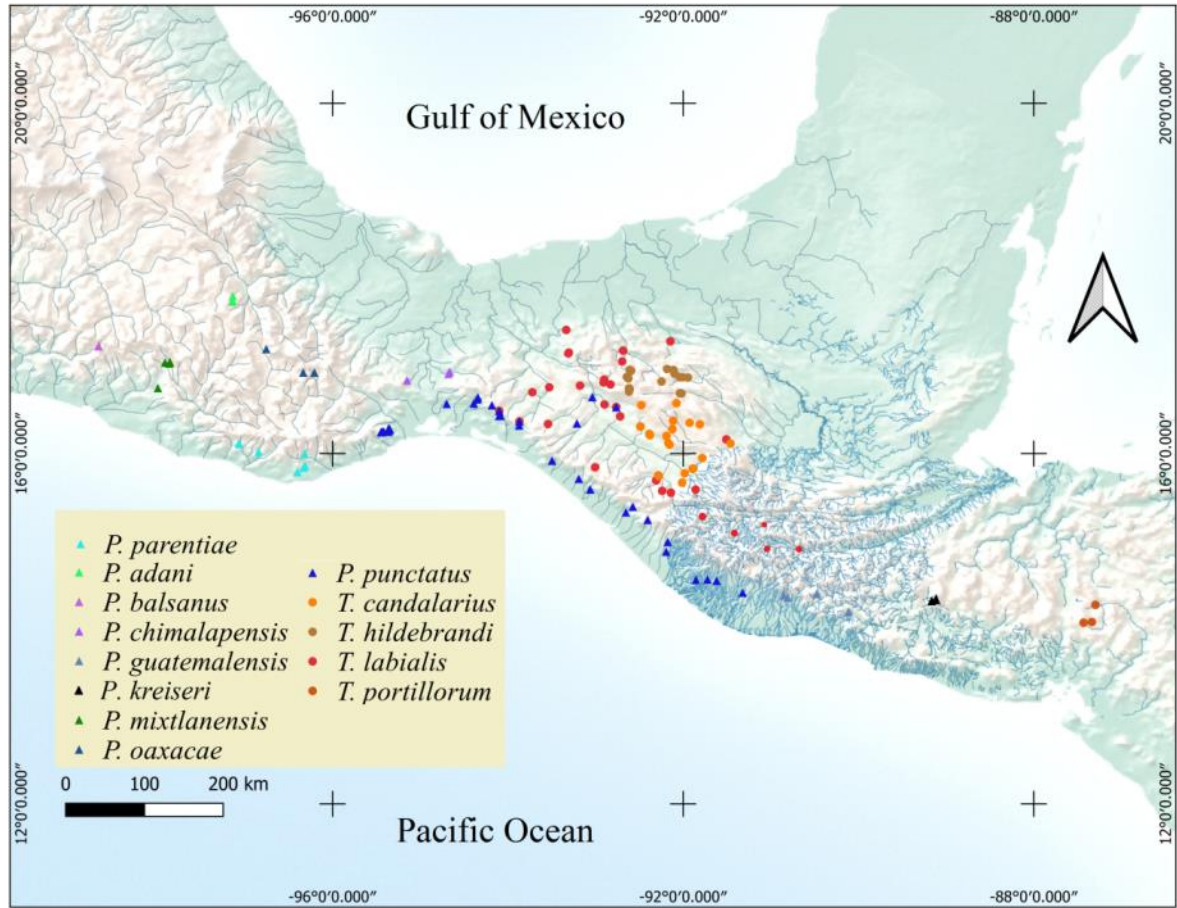 -96°0'0.000″ -92°0'0.000″ -88°0'0.000″
20°0'0.000″ 20°0'0.000″
Gulf of Mexico
16°0'0.000″ 16°0'0.000″
P. parentiae
P. adani P. punctatus
P. balsanus T. candalarius
P. chimalapensis T. hildebrandi
P. guatemalensis T. labialis
P. kreiseri T. portillorum
P. mixtlanensis
P. oaxacae
0 100 200 km
12°0'0.000″ 12°0'0.000″
Pacific Ocean
-96°0'0.000″ -92°0'0.000″ -88°0'0.000″